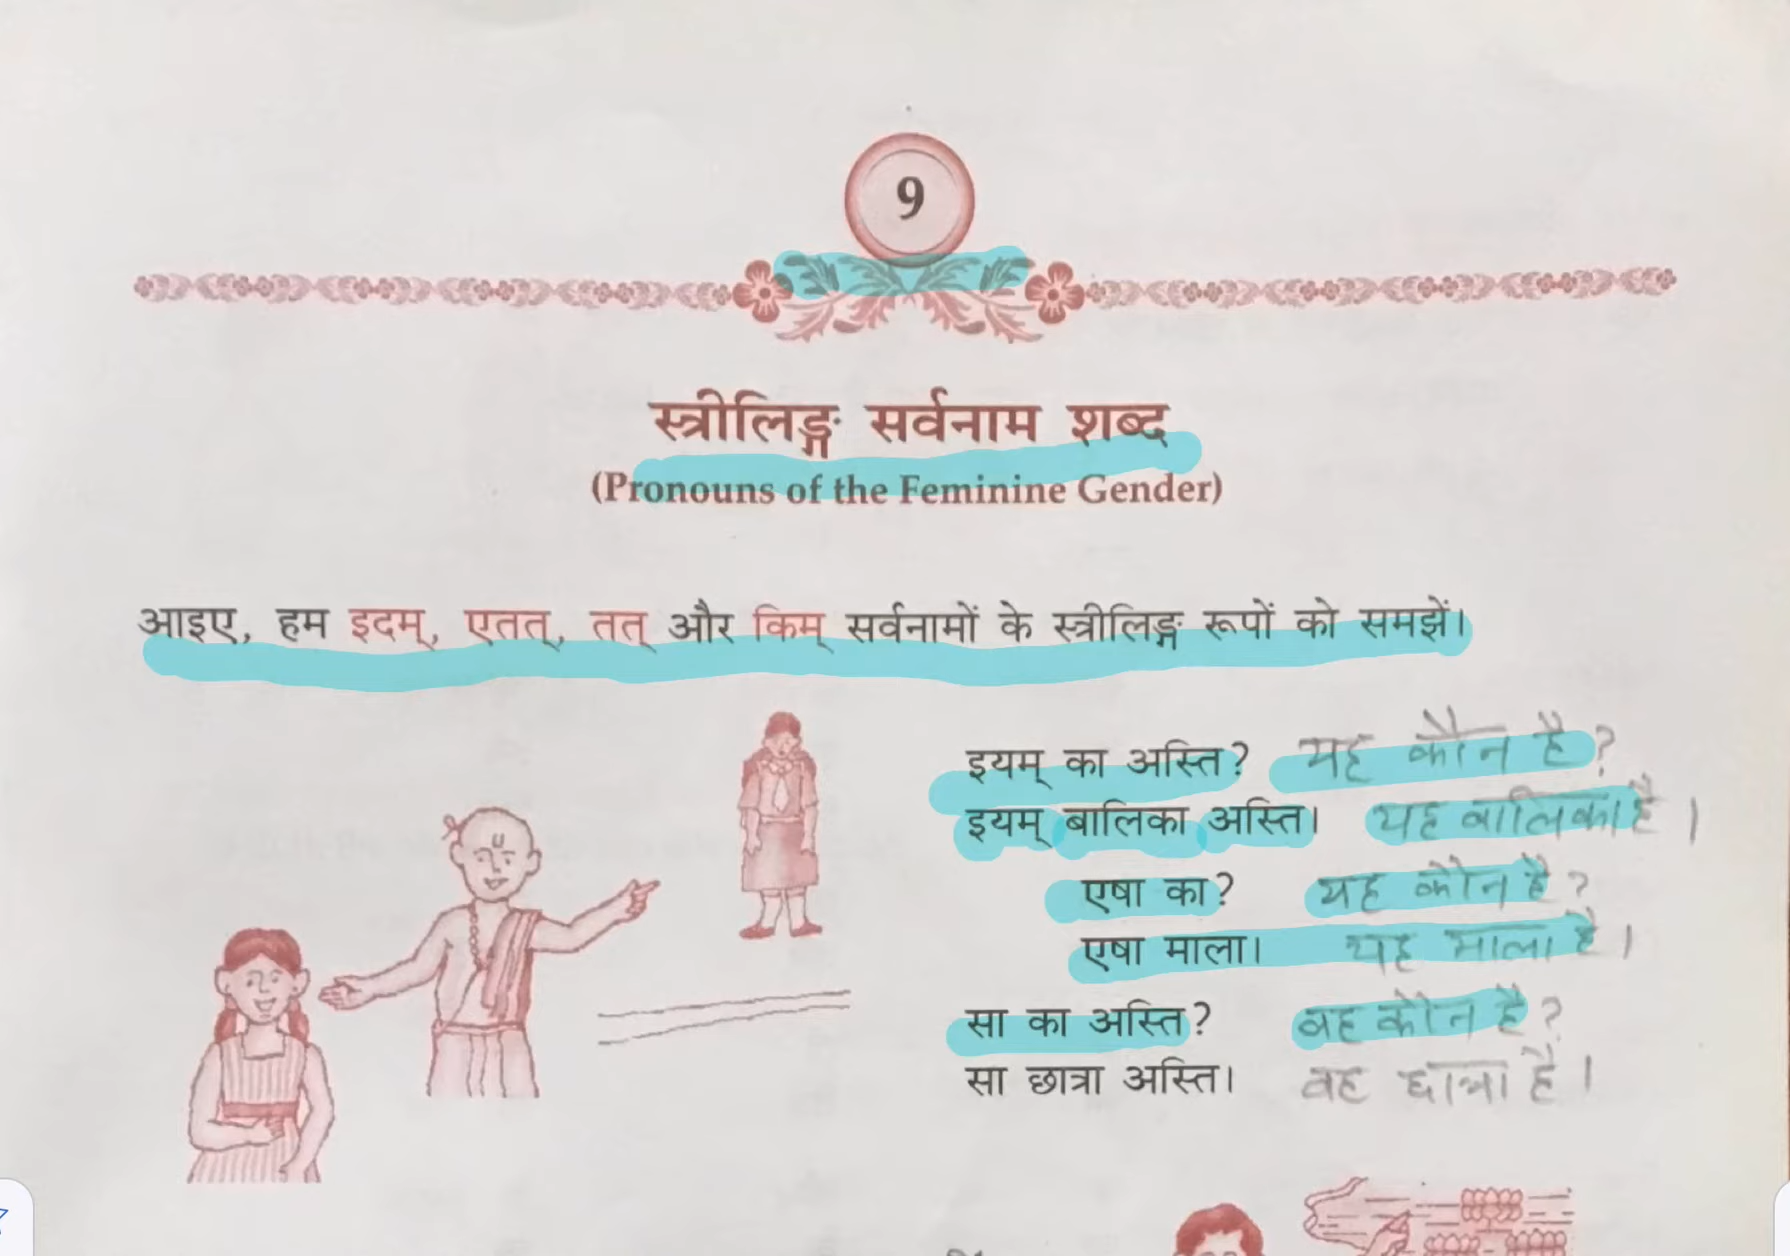 9
स्त्रीलिङ्ग सर्वनाम शब्द
(Pronouns of the Feminine Gender)
आइए, हम इदम्, एतत्, तत् और किम् सर्वनामों के स्त्रीलिङ्ग रूपों को समझें।
इयम् का अस्ति? यह कौन है?
इयम् बालिका अस्ति। यह बालिका है।
एषा का? यह कौन है?
एषा माला। यह माला है।
सा का अस्ति? वह कौन है?
सा छात्रा अस्ति। वह छात्रा है।